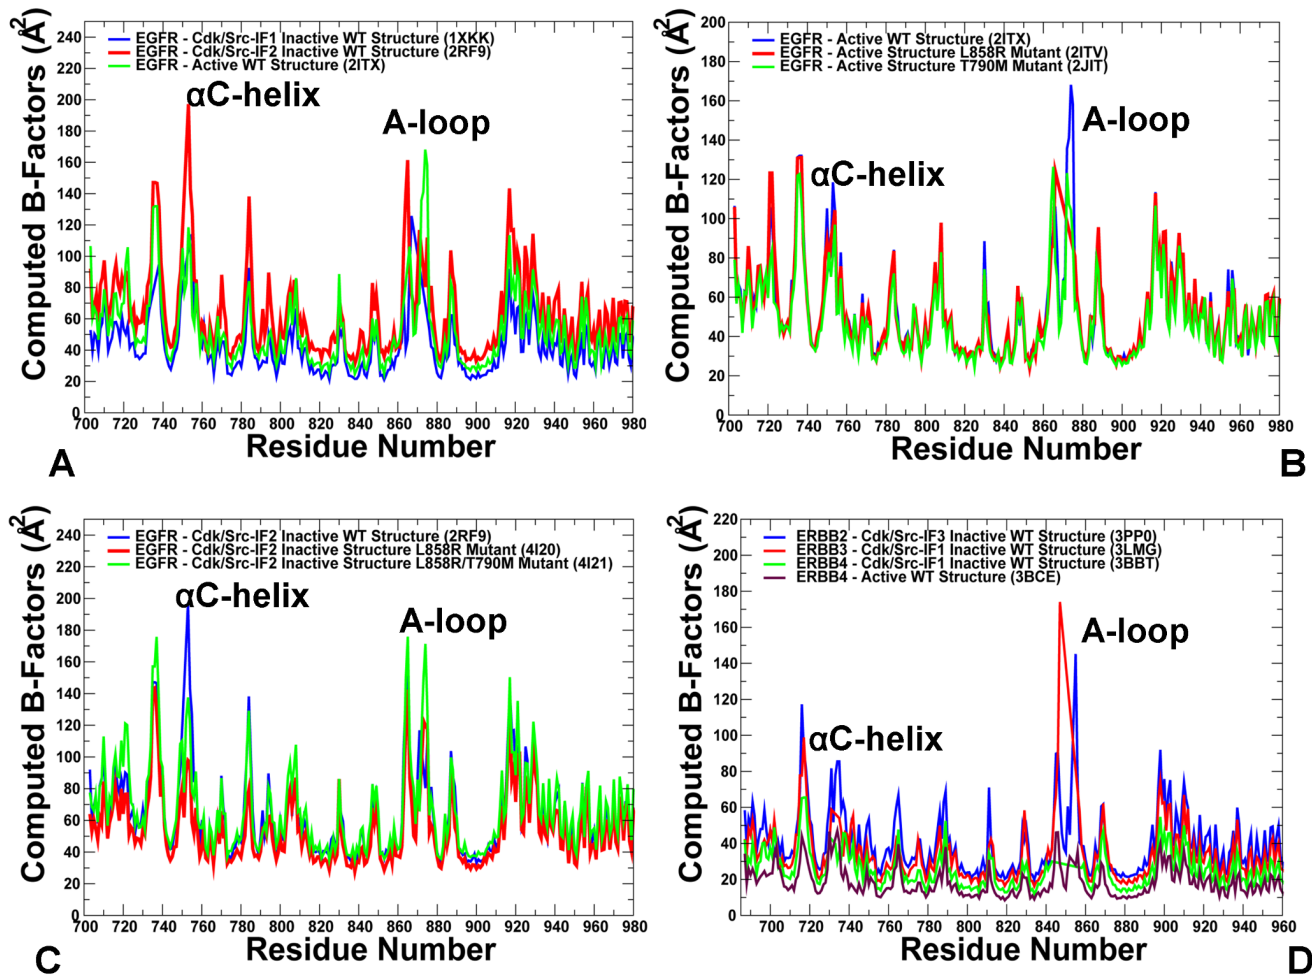 EGFR - Cdk/Src-IF1 Inactive WT Structure (1XKK)
EGFR - Cdk/Src-IF2 Inactive WT Structure (2RF9)
EGFR - Active WT Structure (2ITX)
αC-helix
A-loop
Computed B-Factors (Å2)
240
220
200
180
160
140
120
100
80
60
40
20
0
700 720 740 760 780 800 820 840 860 880 900 920 940 960 980
Residue Number
A
EGFR - Active WT Structure (2ITX)
EGFR - Active Structure L858R Mutant (2ITV)
EGFR - Active Structure T790M Mutant (2JIT)
A-loop
αC-helix
Computed B-Factors (Å2)
200
180
160
140
120
100
80
60
40
20
0
700 720 740 760 780 800 820 840 860 880 900 920 940 960 980
Residue Number
B
EGFR - Cdk/Src-IF2 Inactive WT Structure (2RF9)
EGFR - Cdk/Src-IF2 Inactive Structure L858R Mutant (4I20)
EGFR - Cdk/Src-IF2 Inactive Structure L858R/T790M Mutant (4I21)
αC-helix
A-loop
Computed B-Factors (Å2)
240
220
200
180
160
140
120
100
80
60
40
20
0
700 720 740 760 780 800 820 840 860 880 900 920 940 960 980
Residue Number
C
ERBB2 - Cdk/Src-IF3 Inactive WT Structure (3PP0)
ERBB3 - Cdk/Src-IF1 Inactive WT Structure (3LMG)
ERBB4 - Cdk/Src-IF1 Inactive WT Structure (3BBT)
ERBB4 - Active WT Structure (3BCE)
A-loop
αC-helix
Computed B-Factors (Å2)
220
200
180
160
140
120
100
80
60
40
20
0
700 720 740 760 780 800 820 840 860 880 900 920 940 960
Residue Number
D